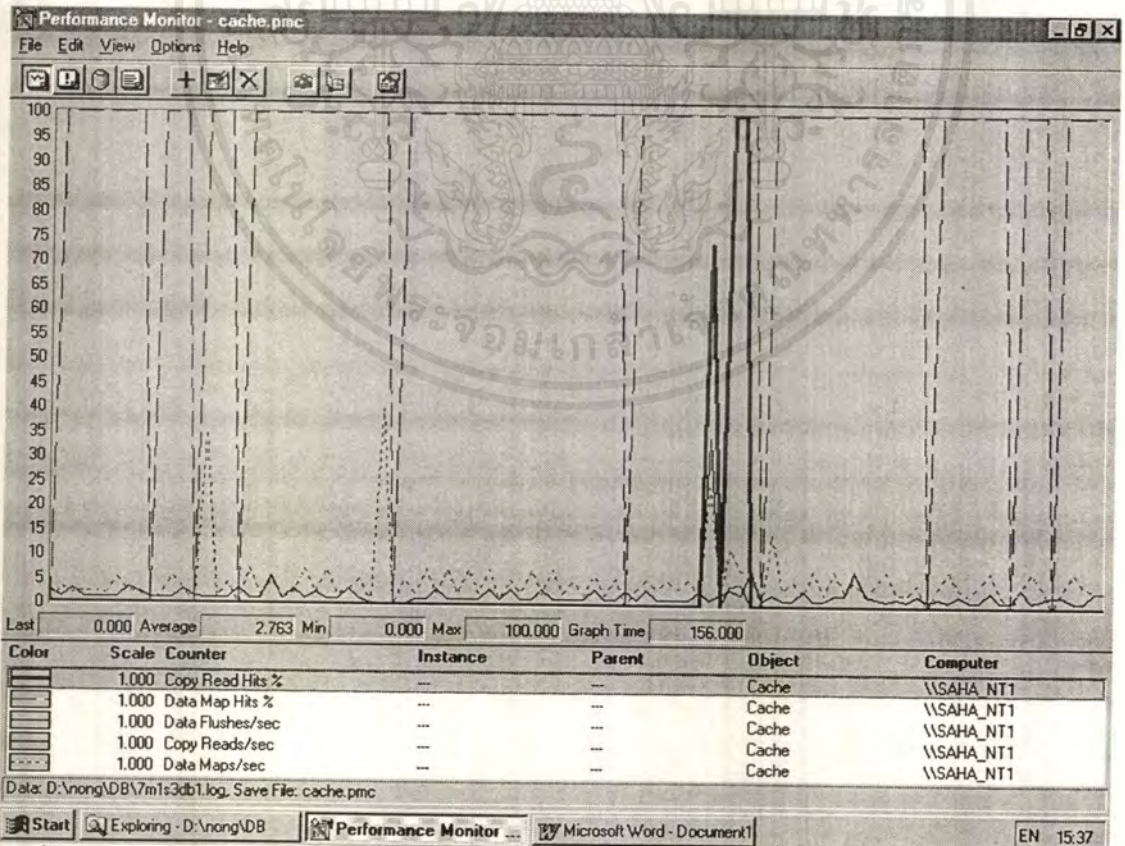 Performance Monitor - cache.pmc
File Edit View Options Help
100
95
90
85
80
75
70
65
60
55
50
45
40
35
30
25
20
15
10
5
0
Last 0.000 Average 2.763 Min 0.000 Max 100.000 Graph Time 156.000
Color Scale Counter Instance Parent Object Computer
1.000 Copy Read Hits % --- --- Cache \\SAHA_NT1
1.000 Data Map Hits % --- --- Cache \\SAHA_NT1
1.000 Data Flushes/sec --- --- Cache \\SAHA_NT1
1.000 Copy Reads/sec --- --- Cache \\SAHA_NT1
1.000 Data Maps/sec --- --- Cache \\SAHA_NT1
Data: D:\nong\DB\7m1s3db1.log, Save File: cache.pmc
Start Exploring - D:\nong\DB Performance Monitor ... Microsoft Word - Document1 EN 15:37